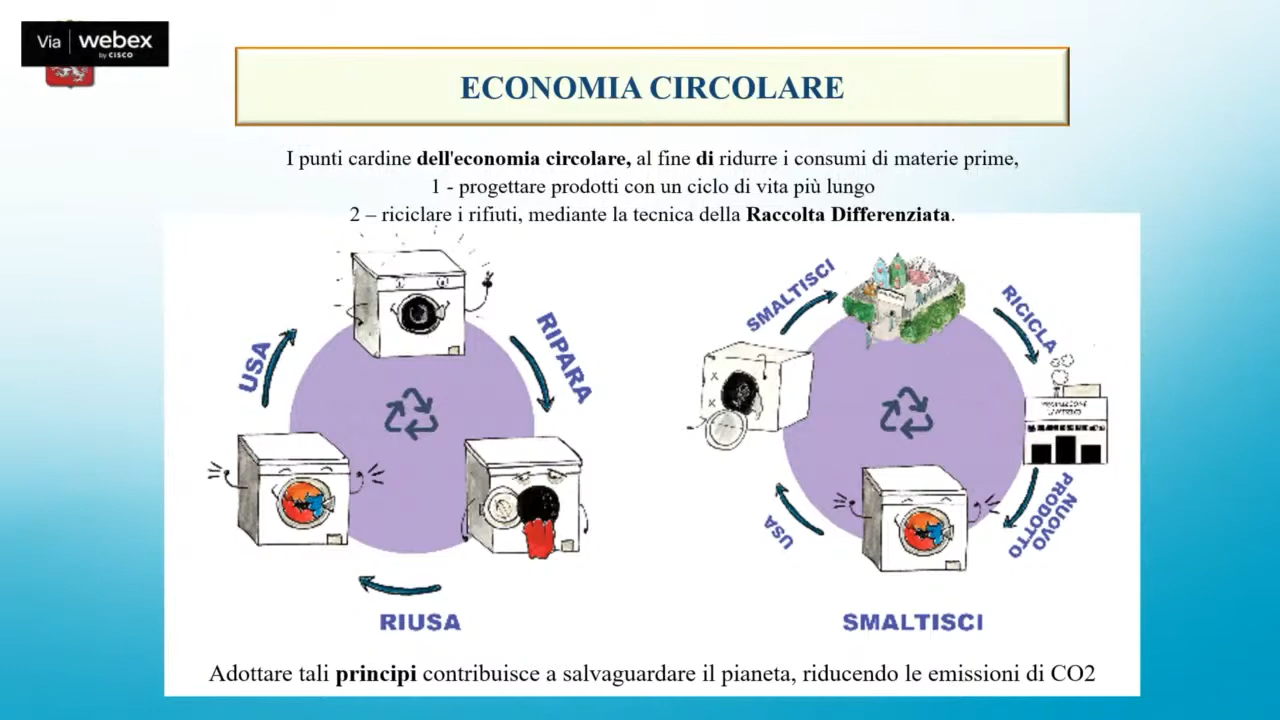 Via webex
by CISCO
ECONOMIA CIRCOLARE
I punti cardine dell'economia circolare, al fine di ridurre i consumi di materie prime,
1 - progettare prodotti con un ciclo di vita più lungo
2 – riciclare i rifiuti, mediante la tecnica della Raccolta Differenziata.
USA
RIPARA
RIUSA
SMALTISCI
RICICLA
NUOVO
PRODOTTO
USA
SMALTISCI
Adottare tali principi contribuisce a salvaguardare il pianeta, riducendo le emissioni di CO2